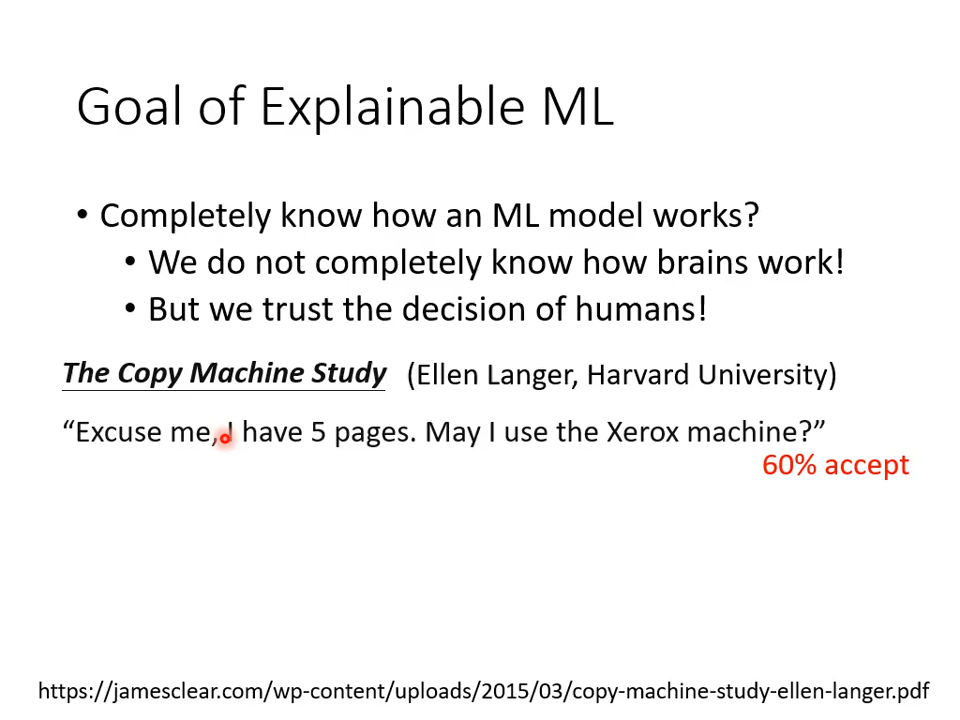 Goal of Explainable ML
• Completely know how an ML model works?
• We do not completely know how brains work!
• But we trust the decision of humans!
The Copy Machine Study (Ellen Langer, Harvard University)
“Excuse me, I have 5 pages. May I use the Xerox machine?”
60% accept
https://jamesclear.com/wp-content/uploads/2015/03/copy-machine-study-ellen-langer.pdf